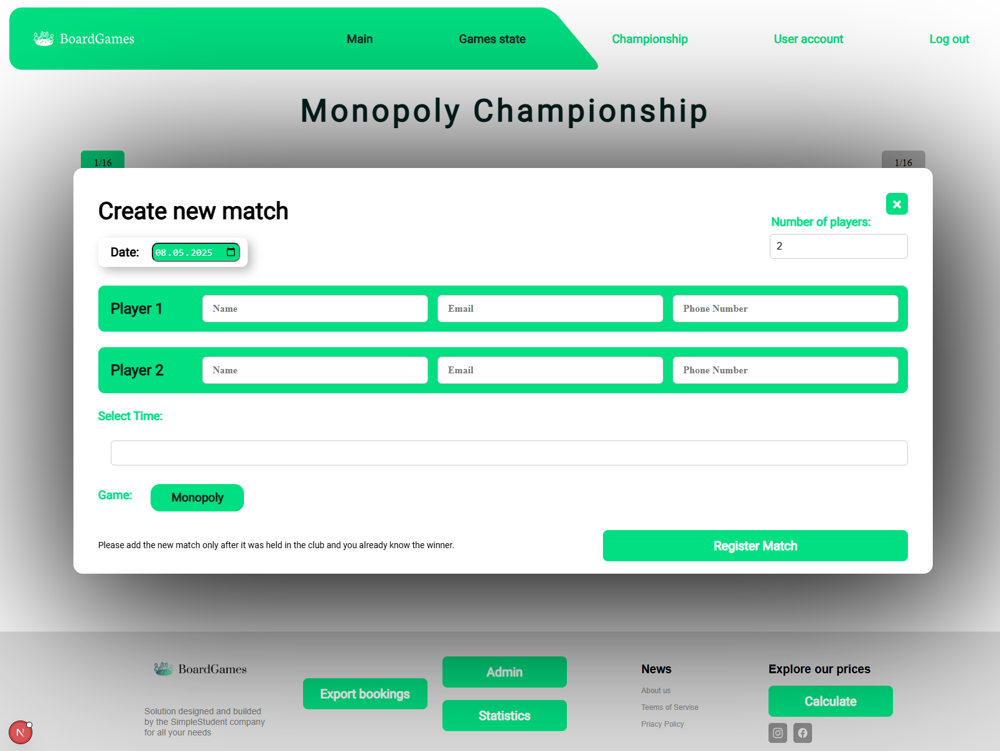 BoardGames
Main
Games state
Championship
User account
Log out
Monopoly Championship
1/16
1/16
Create new match
Number of players:
Date:
08.05.2025
2
Player 1
Name
Email
Phone Number
Player 2
Name
Email
Phone Number
Select Time:
Game:
Monopoly
Please add the new match only after it was held in the club and you already know the winner.
Register Match
BoardGames
Solution designed and builded
by the SimpleStudent company
for all your needs
Export bookings
Admin
Statistics
News
About us
Teems of Servise
Priacy Policy
Explore our prices
Calculate
N